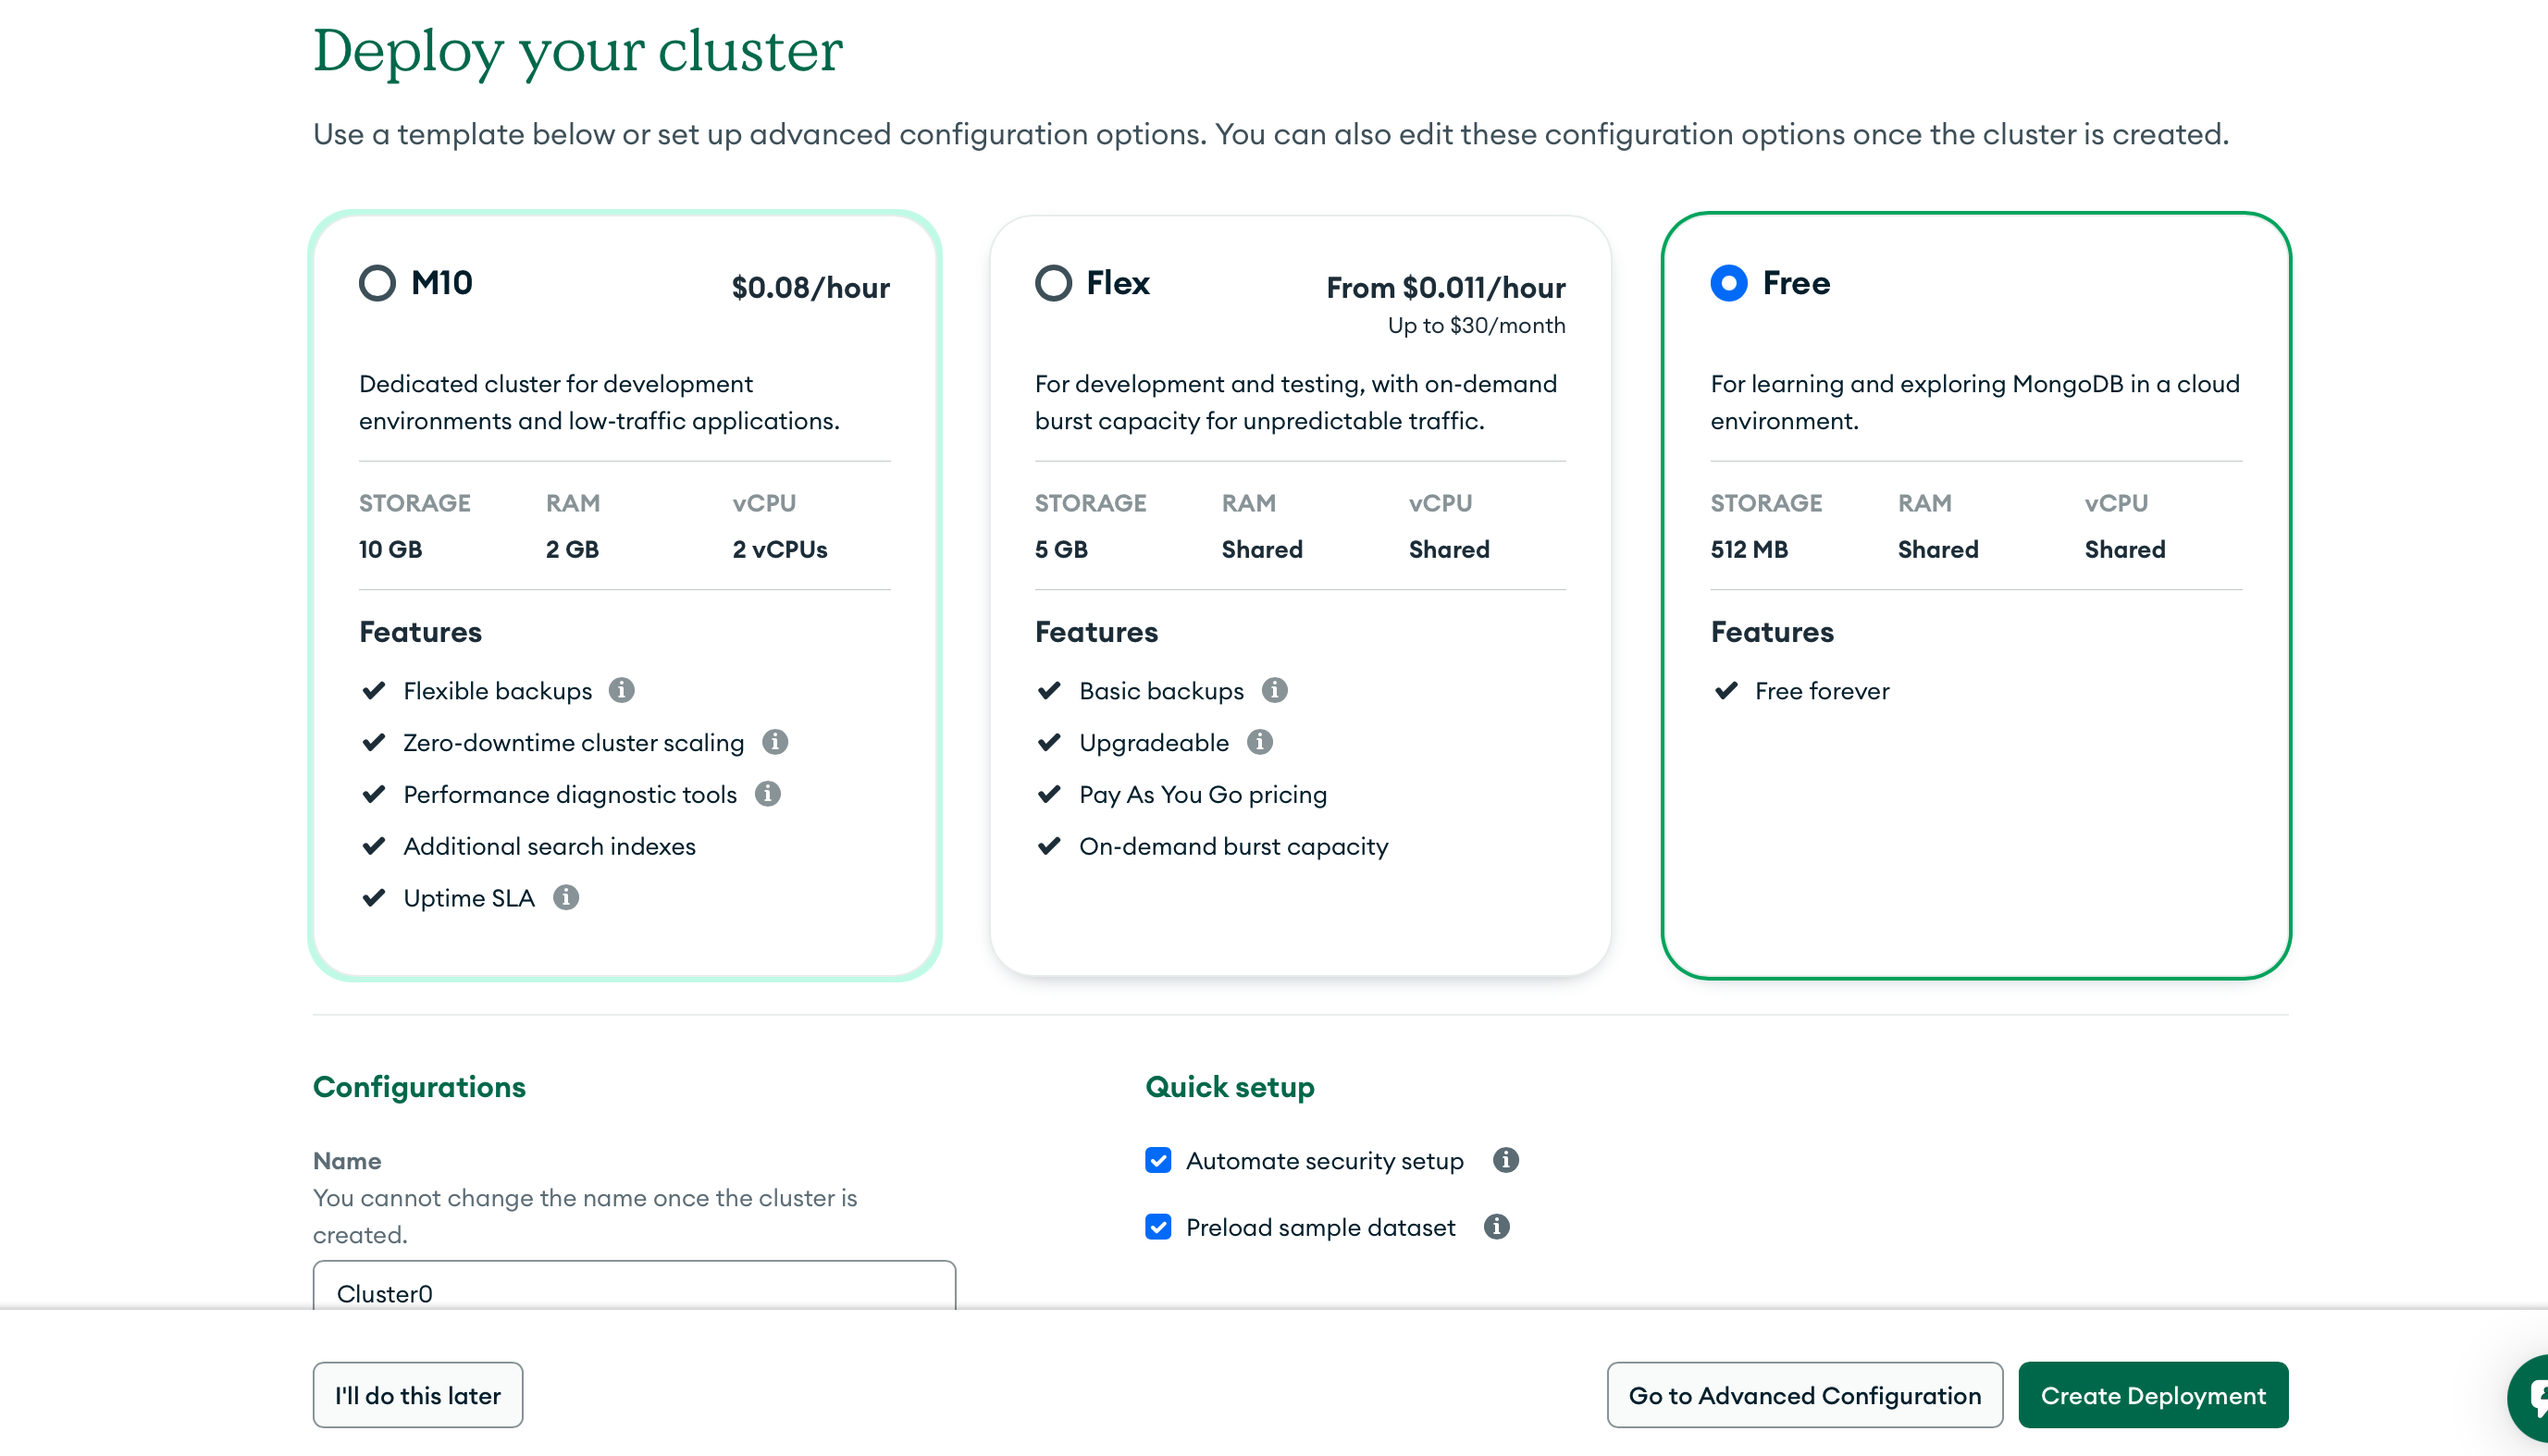 Deploy your cluster
Use a template below or set up advanced configuration options. You can also edit these configuration options once the cluster is created.
M10
$0.08/hour
Dedicated cluster for development
environments and low-traffic applications.
STORAGE RAM vCPU
10 GB 2 GB 2 vCPUs
Features
Flexible backups
Zero-downtime cluster scaling
Performance diagnostic tools
Additional search indexes
Uptime SLA
Flex
From $0.011/hour
Up to $30/month
For development and testing, with on-demand
burst capacity for unpredictable traffic.
STORAGE RAM vCPU
5 GB Shared Shared
Features
Basic backups
Upgradeable
Pay As You Go pricing
On-demand burst capacity
Free
For learning and exploring MongoDB in a cloud
environment.
STORAGE RAM vCPU
512 MB Shared Shared
Features
Free forever
Configurations
Name
You cannot change the name once the cluster is
created.
Cluster0
Quick setup
Automate security setup
Preload sample dataset
I'll do this later
Go to Advanced Configuration
Create Deployment